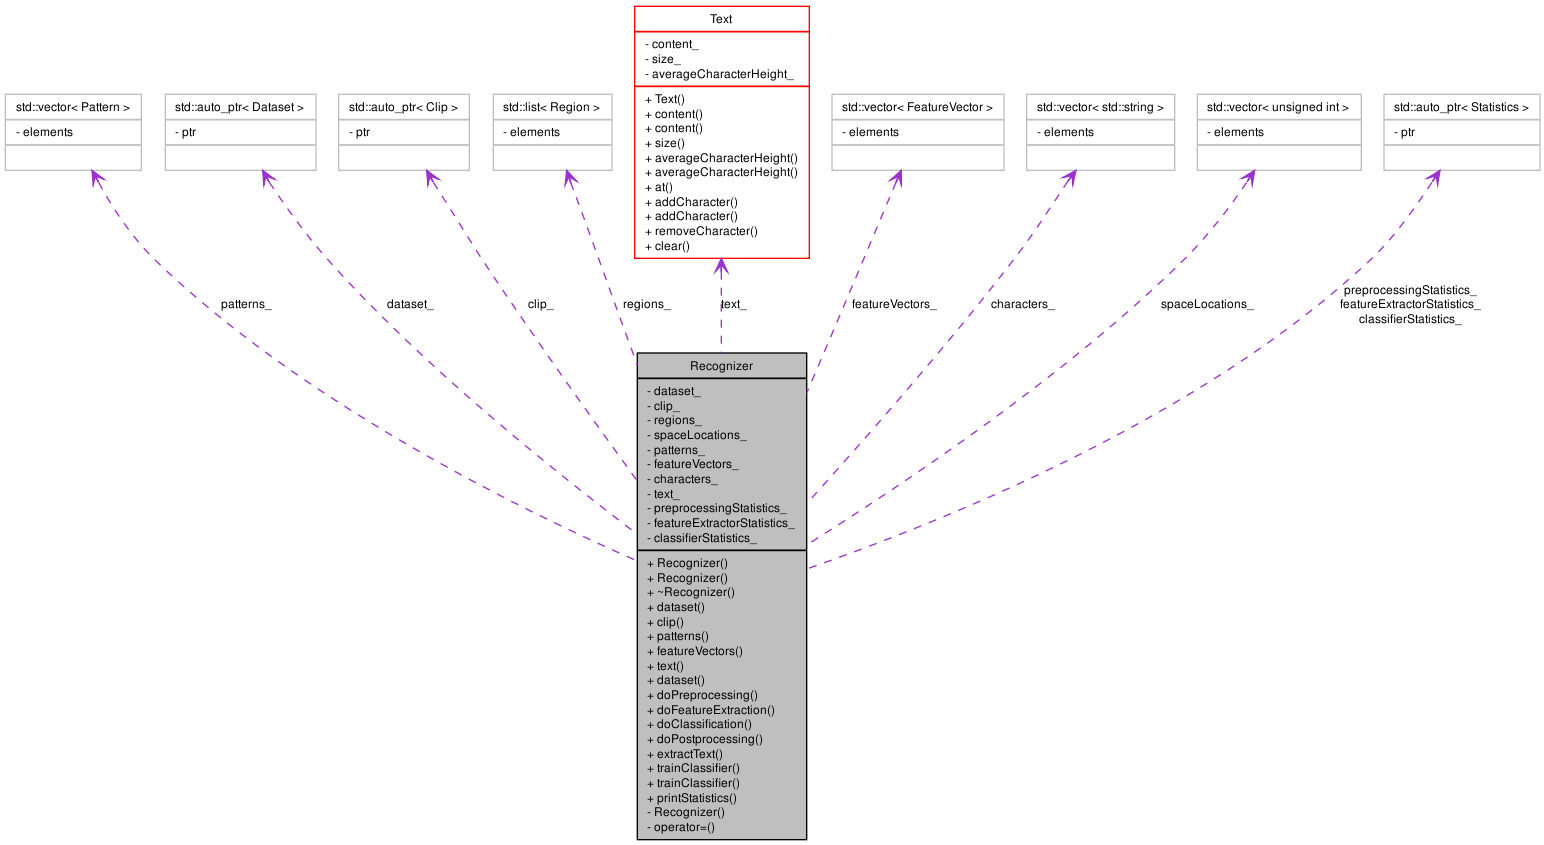 Text
- content_
- size_
- averageCharacterHeight_
+ Text()
+ content()
+ content()
+ size()
+ averageCharacterHeight()
+ averageCharacterHeight()
+ at()
+ addCharacter()
+ addCharacter()
+ removeCharacter()
+ clear()
std::vector< Pattern >
- elements
std::auto_ptr< Dataset >
- ptr
std::auto_ptr< Clip >
- ptr
std::list< Region >
- elements
std::vector< FeatureVector >
- elements
std::vector< std::string >
- elements
std::vector< unsigned int >
- elements
std::auto_ptr< Statistics >
- ptr
patterns_
dataset_
clip_
regions_
text_
featureVectors_
characters_
spaceLocations_
preprocessingStatistics_
featureExtractorStatistics_
classifierStatistics_
Recognizer
- dataset_
- clip_
- regions_
- spaceLocations_
- patterns_
- featureVectors_
- characters_
- text_
- preprocessingStatistics_
- featureExtractorStatistics_
- classifierStatistics_
+ Recognizer()
+ Recognizer()
+ ~Recognizer()
+ dataset()
+ clip()
+ patterns()
+ featureVectors()
+ text()
+ dataset()
+ doPreprocessing()
+ doFeatureExtraction()
+ doClassification()
+ doPostprocessing()
+ extractText()
+ trainClassifier()
+ trainClassifier()
+ printStatistics()
- Recognizer()
- operator=()